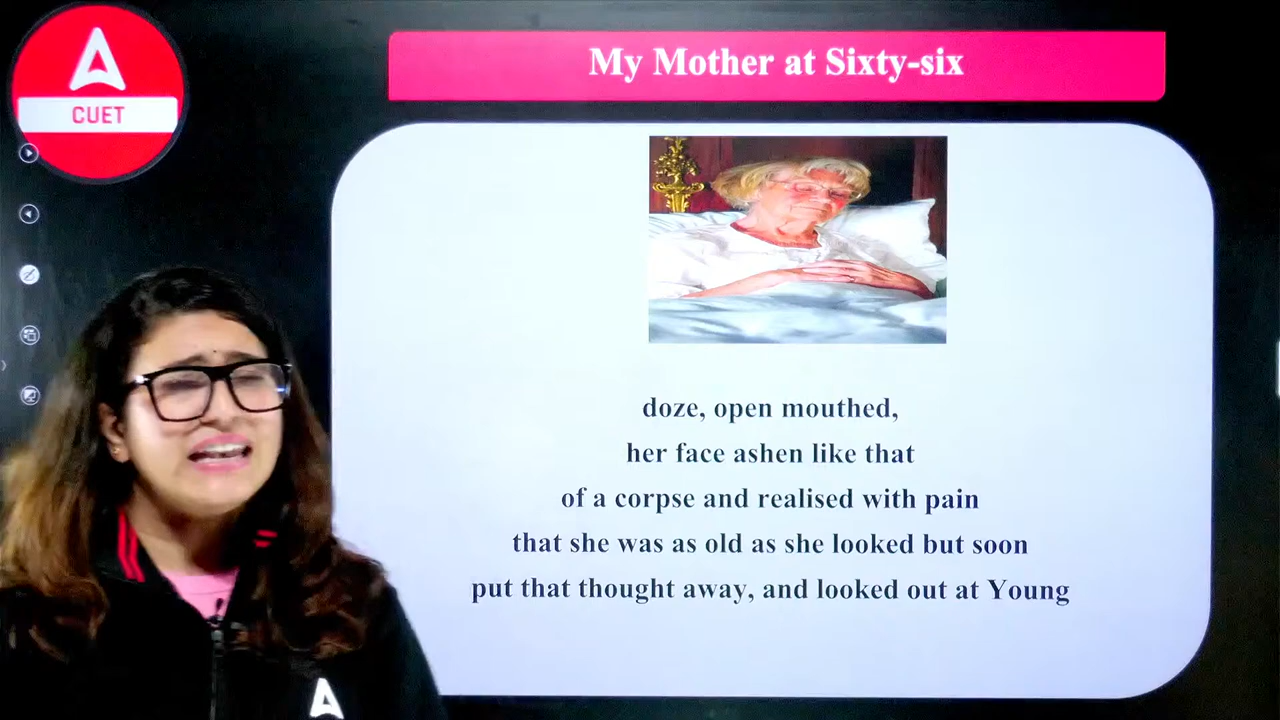 CUET
My Mother at Sixty-six
doze, open mouthed,
her face ashen like that
of a corpse and realised with pain
that she was as old as she looked but soon
put that thought away, and looked out at Young